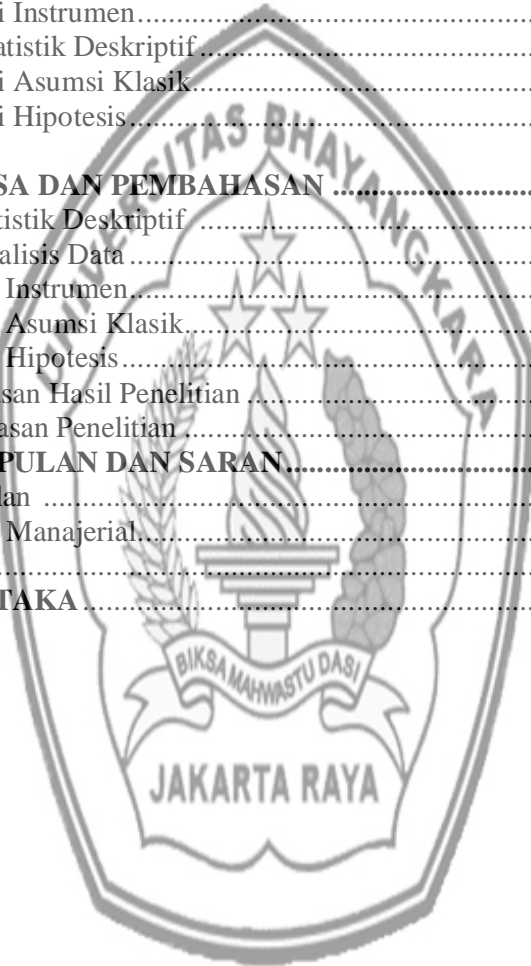 i Instrumen
atistik Deskriptif
i Asumsi Klasik
i Hipotesis
SA DAN PEMBAHASAN
tistik Deskriptif
alisis Data
Instrumen
Asumsi Klasik
Hipotesis
san Hasil Penelitian
asan Penelitian
PULAN DAN SARAN
lan
Manajerial
TAKA
UNIVERSITAS BHAYANGKARA
BIKSA MAHWASTU DASI
JAKARTA RAYA